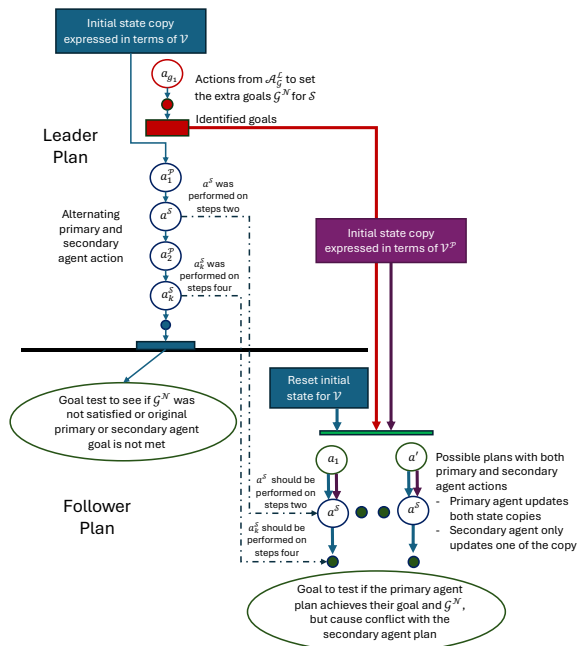 Initial state copy
expressed in terms of 𝒱
a_{g_1}
Actions from 𝒜_g^ℒ to set
the extra goals 𝒢^𝒩 for 𝒮
Identified goals
Leader
Plan
a_1^𝒫
a^𝒮 was
performed on
steps two
Alternating
primary and
secondary
agent action
a^𝒮
a_2^𝒫
a_k^𝒮 was
performed on
steps four
a_k^𝒮
Initial state copy
expressed in terms of 𝒱^𝒫
Goal test to see if 𝒢^𝒩 was
not satisfied or original
primary or secondary agent
goal is not met
Reset initial
state for 𝒱
Follower
Plan
a_1
a′
Possible plans with both
primary and secondary
agent actions
- Primary agent updates
both state copies
- Secondary agent only
updates one of the copy
a^𝒮 should be
performed on
steps two
a^𝒮
a^𝒮
a_k^𝒮 should be
performed on
steps four
Goal to test if the primary agent
plan achieves their goal and 𝒢^𝒩,
but cause conflict with the
secondary agent plan